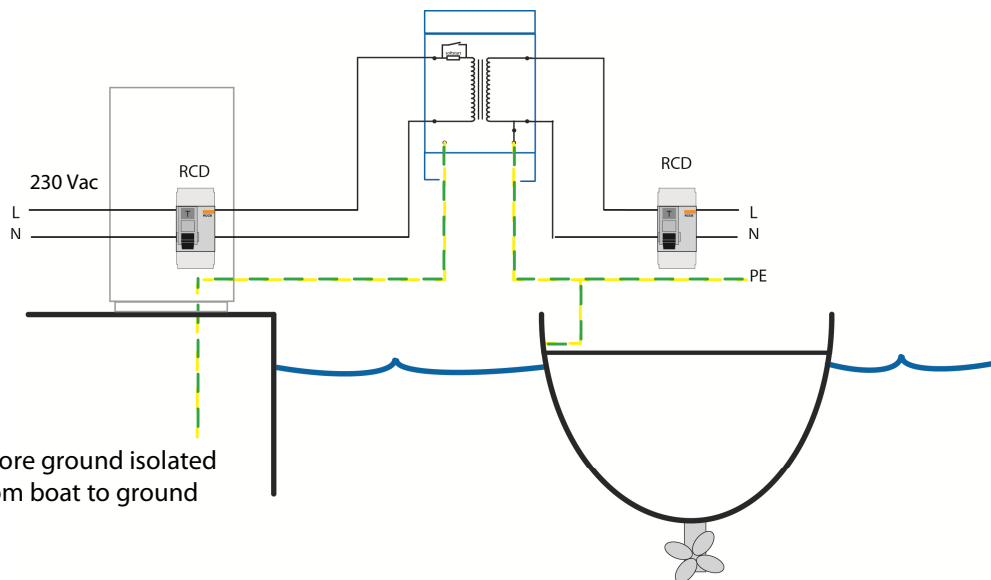 RCD
RCD
230 Vac
L
N
T
T
L
N
PE
ore ground isolated
om boat to ground